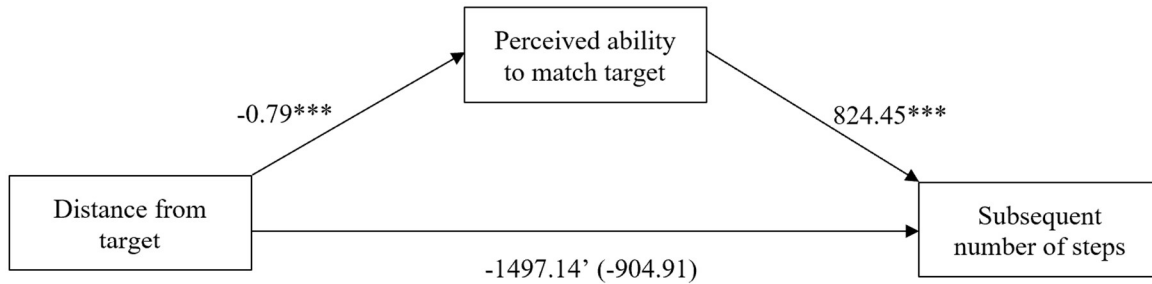 Perceived ability
to match target
-0.79***
824.45***
Distance from
target
Subsequent
number of steps
-1497.14’ (-904.91)